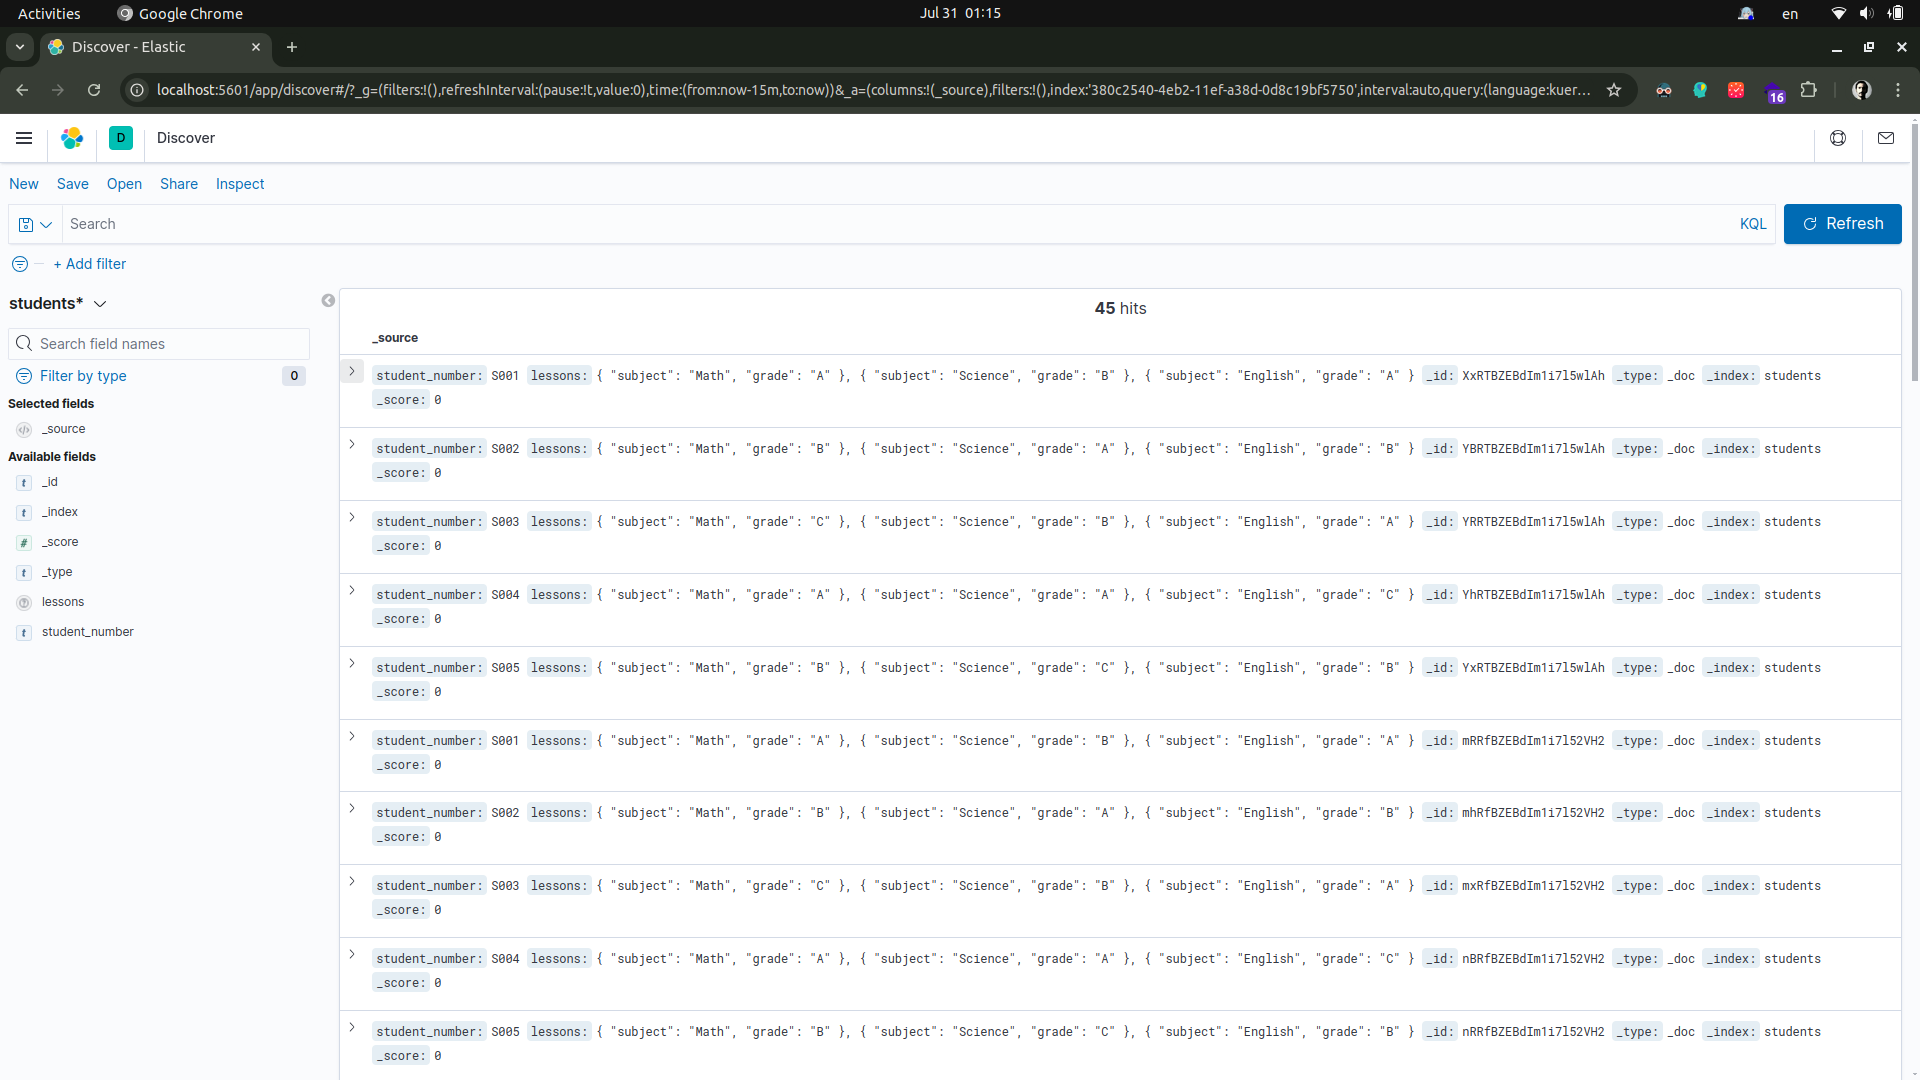 Activities Google Chrome Jul 31 01:15 en
Discover - Elastic
localhost:5601/app/discover#/?_g=(filters:!(),refreshInterval:(pause:!t,value:0),time:(from:now-15m,to:now))&_a=(columns:!(_source),filters:!(),index:'380c2540-4eb2-11ef-a38d-0d8c19bf5750',interval:auto,query:(language:kuer... 16
D Discover
New Save Open Share Inspect
Search KQL Refresh
+ Add filter
students*
Search field names
Filter by type 0
Selected fields
_source
Available fields
_id
_index
_score
_type
lessons
student_number
45 hits
_source
student_number: S001 lessons: { "subject": "Math", "grade": "A" }, { "subject": "Science", "grade": "B" }, { "subject": "English", "grade": "A" } _id: XxRTBZEBdIm1i7l5wlAh _type: _doc _index: students
_score: 0
student_number: S002 lessons: { "subject": "Math", "grade": "B" }, { "subject": "Science", "grade": "A" }, { "subject": "English", "grade": "B" } _id: YBRTBZEBdIm1i7l5wlAh _type: _doc _index: students
_score: 0
student_number: S003 lessons: { "subject": "Math", "grade": "C" }, { "subject": "Science", "grade": "B" }, { "subject": "English", "grade": "A" } _id: YRRTBZEBdIm1i7l5wlAh _type: _doc _index: students
_score: 0
student_number: S004 lessons: { "subject": "Math", "grade": "A" }, { "subject": "Science", "grade": "A" }, { "subject": "English", "grade": "C" } _id: YhRTBZEBdIm1i7l5wlAh _type: _doc _index: students
_score: 0
student_number: S005 lessons: { "subject": "Math", "grade": "B" }, { "subject": "Science", "grade": "C" }, { "subject": "English", "grade": "B" } _id: YxRTBZEBdIm1i7l5wlAh _type: _doc _index: students
_score: 0
student_number: S001 lessons: { "subject": "Math", "grade": "A" }, { "subject": "Science", "grade": "B" }, { "subject": "English", "grade": "A" } _id: mRRfBZEBdIm1i7l52VH2 _type: _doc _index: students
_score: 0
student_number: S002 lessons: { "subject": "Math", "grade": "B" }, { "subject": "Science", "grade": "A" }, { "subject": "English", "grade": "B" } _id: mhRfBZEBdIm1i7l52VH2 _type: _doc _index: students
_score: 0
student_number: S003 lessons: { "subject": "Math", "grade": "C" }, { "subject": "Science", "grade": "B" }, { "subject": "English", "grade": "A" } _id: mxRfBZEBdIm1i7l52VH2 _type: _doc _index: students
_score: 0
student_number: S004 lessons: { "subject": "Math", "grade": "A" }, { "subject": "Science", "grade": "A" }, { "subject": "English", "grade": "C" } _id: nBRfBZEBdIm1i7l52VH2 _type: _doc _index: students
_score: 0
student_number: S005 lessons: { "subject": "Math", "grade": "B" }, { "subject": "Science", "grade": "C" }, { "subject": "English", "grade": "B" } _id: nRRfBZEBdIm1i7l52VH2 _type: _doc _index: students
_score: 0